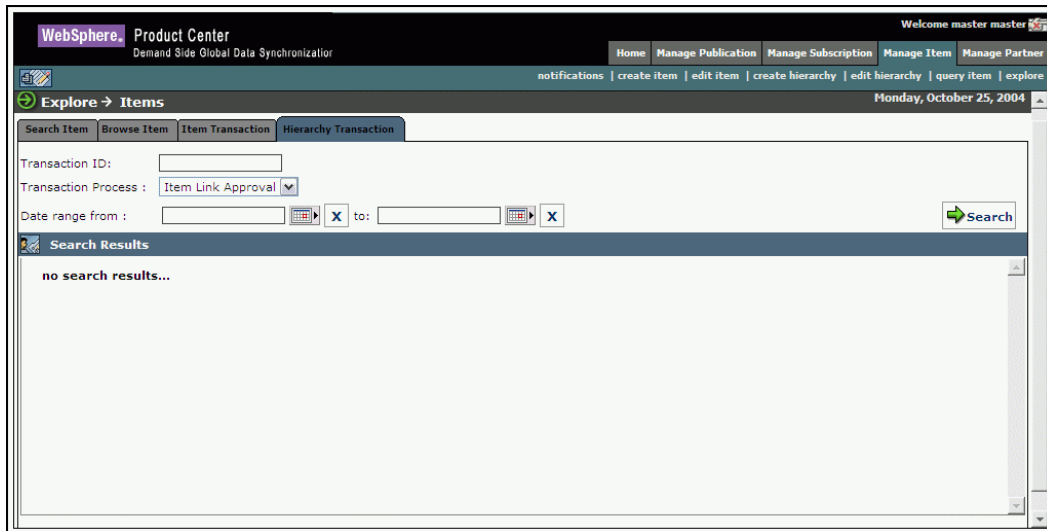 Welcome master master
WebSphere. Product Center
Demand Side Global Data Synchronization
Home Manage Publication Manage Subscription Manage Item Manage Partner
notifications | create item | edit item | create hierarchy | edit hierarchy | query item | explore
Explore → Items
Monday, October 25, 2004
Search Item Browse Item Item Transaction Hierarchy Transaction
Transaction ID:
Transaction Process : Item Link Approval
Date range from : X to: X
Search
Search Results
no search results...